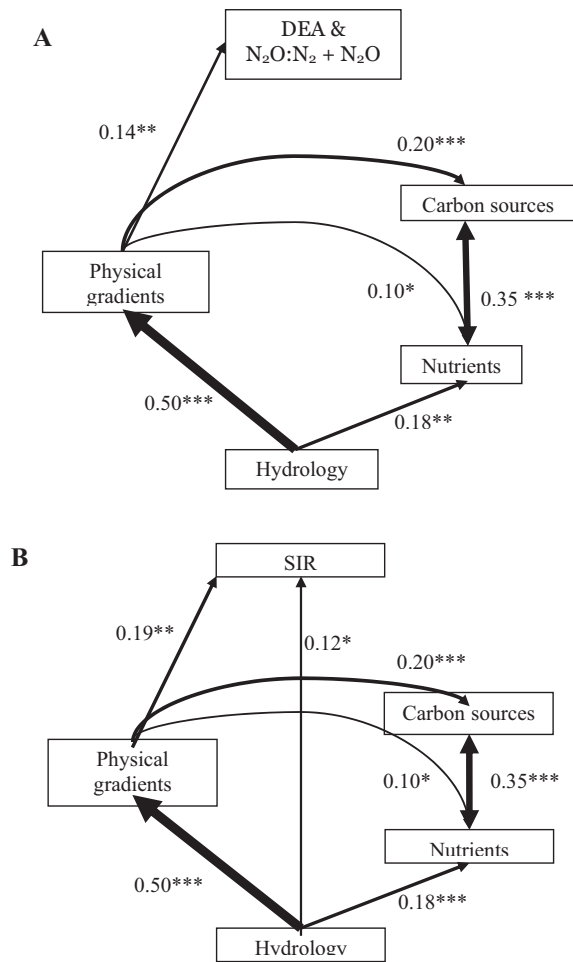 A
DEA &
N₂O:N₂ + N₂O
0.14**
0.20***
Carbon sources
Physical
gradients
0.10*
0.35 ***
Nutrients
0.50***
0.18**
Hydrology
B
SIR
0.19**
0.12*
0.20***
Carbon sources
Physical
gradients
0.10*
0.35***
Nutrients
0.50***
0.18***
Hydrology